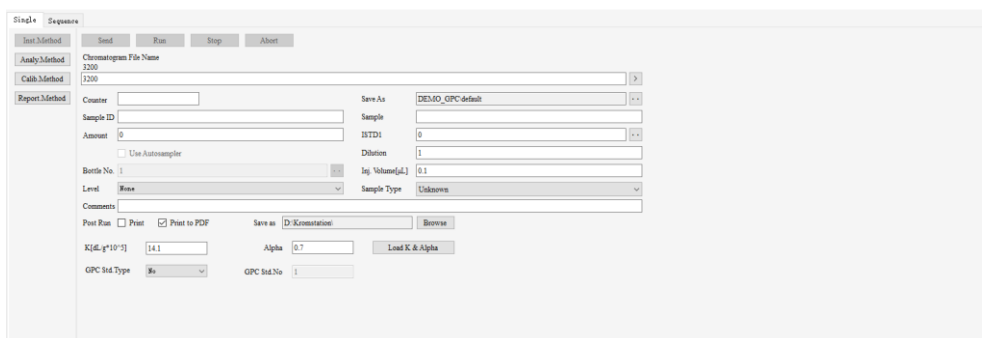 Single Sequence
Inst.Method Send Run Stop Abort
Analy.Method Chromatogram File Name
3200
Calib.Method 3200 >
Report.Method Counter Save As DEMO_GPC\default ..
Sample ID Sample
Amount 0 ISTD1 0 ..
Use Autosampler Dilution 1
Bottle No. 1 .. Inj. Volume[μL] 0.1
Level None Sample Type Unknown
Comments
Post Run Print Print to PDF Save as D:\Kromstation\ Browse
K[dL/g*10^5] 14.1 Alpha 0.7 Load K & Alpha
GPC Std.Type No GPC Std.No 1